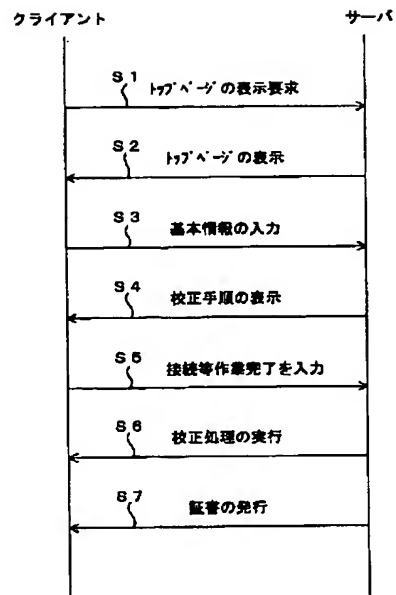 クライアント
サーバ
S1
トップページの表示要求
S2
トップページの表示
S3
基本情報の入力
S4
校正手順の表示
S5
接続等作業完了を入力
S6
校正処理の実行
S7
証書の発行